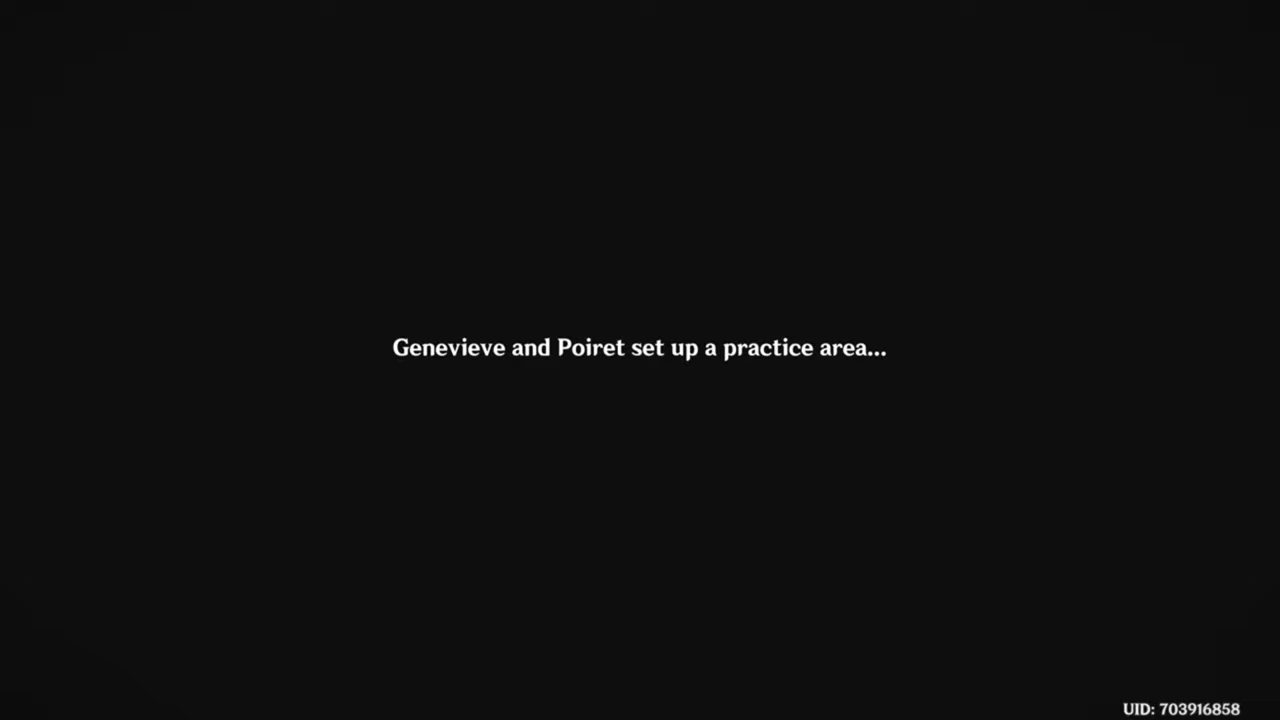 Genevieve and Poiret set up a practice area...
UID: 703916858